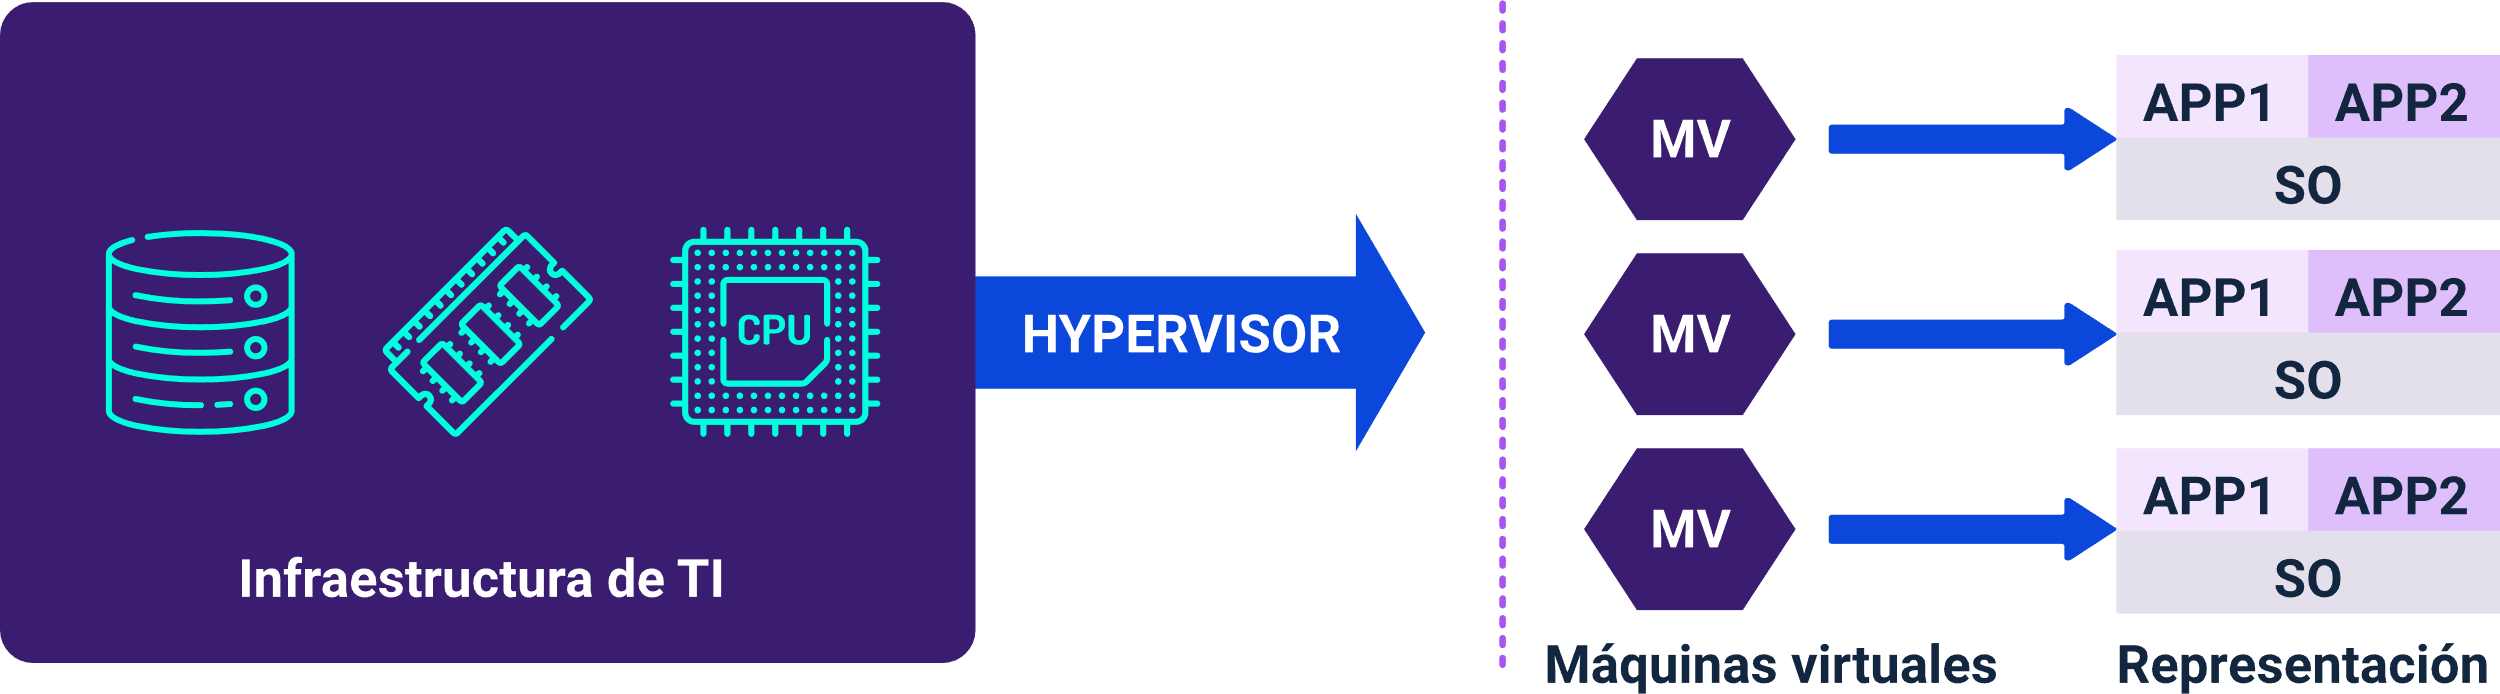 CPU
Infraestructura de TI
HYPERVISOR
MV
APP1 APP2
SO
MV
APP1 APP2
SO
MV
APP1 APP2
SO
Máquinas virtuales
Representación